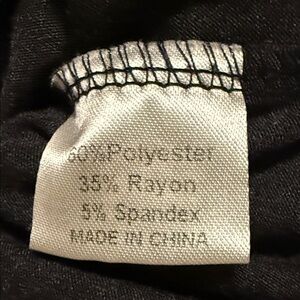 60%Polyester
35% Rayon
5% Spandex
MADE IN CHINA